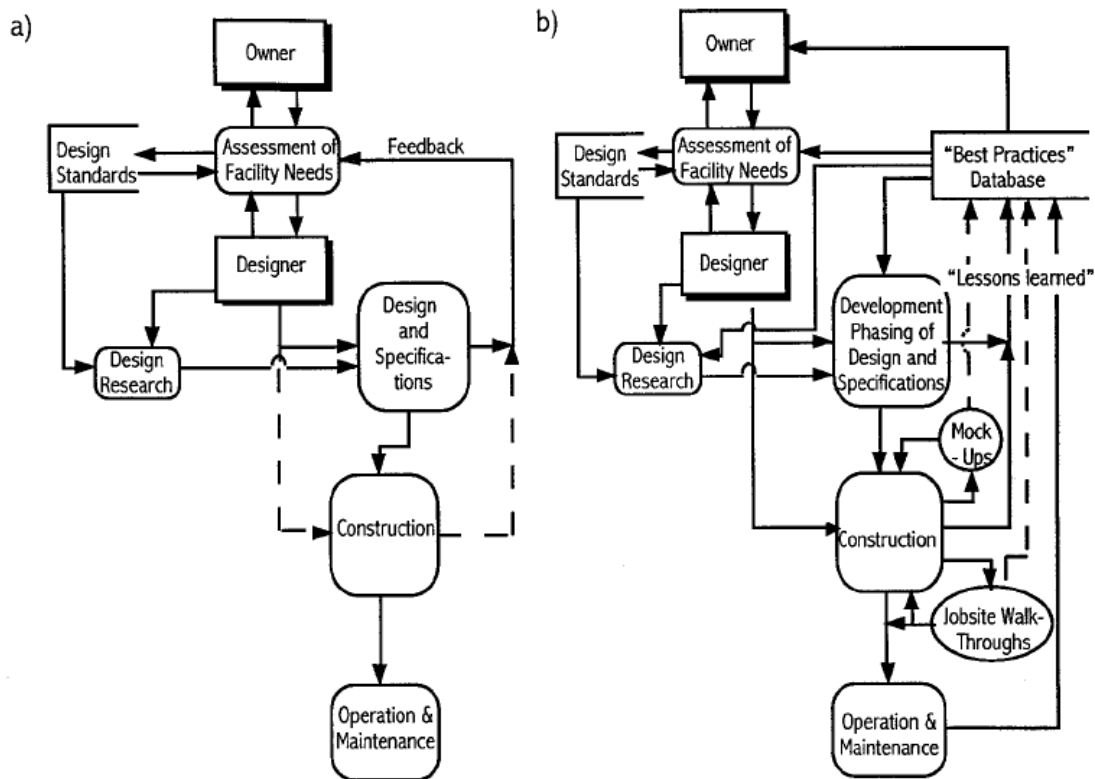 a)
Owner
Design
Standards
Assessment of
Facility Needs
Feedback
Designer
Design
Research
Design
and
Specifica-
tions
Construction
Operation &
Maintenance
b)
Owner
Design
Standards
Assessment of
Facility Needs
"Best Practices"
Database
Designer
"Lessons learned"
Design
Research
Development
Phasing of
Design and
Specifications
Mock
- Ups
Construction
Jobsite Walk-
Throughs
Operation &
Maintenance